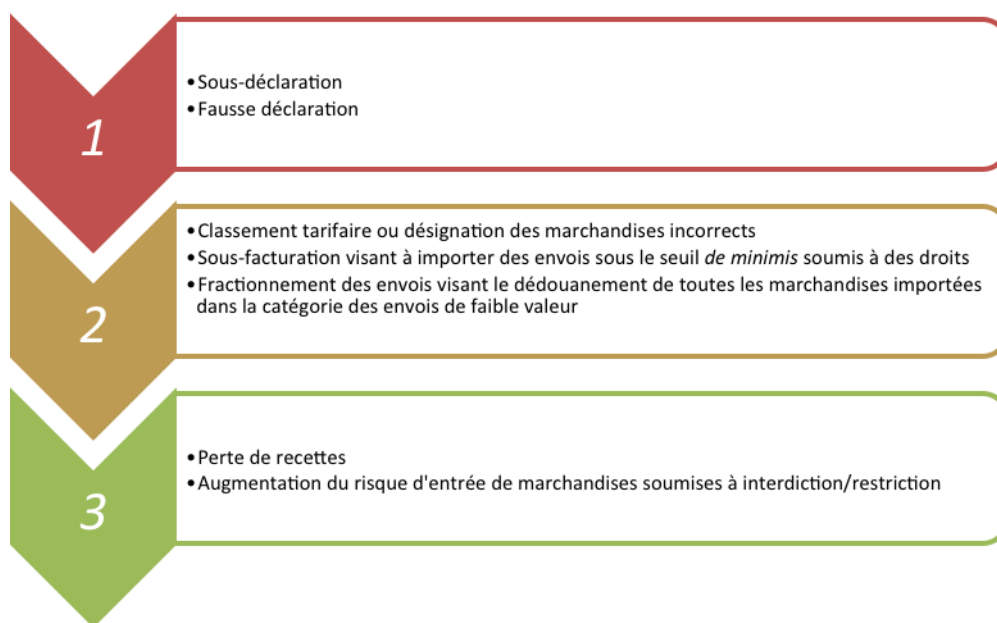 1
•Sous-déclaration
•Fausse déclaration
2
•Classement tarifaire ou désignation des marchandises incorrects
•Sous-facturation visant à importer des envois sous le seuil de minimis soumis à des droits
•Fractionnement des envois visant le dédouanement de toutes les marchandises importées
dans la catégorie des envois de faible valeur
3
•Perte de recettes
•Augmentation du risque d'entrée de marchandises soumises à interdiction/restriction